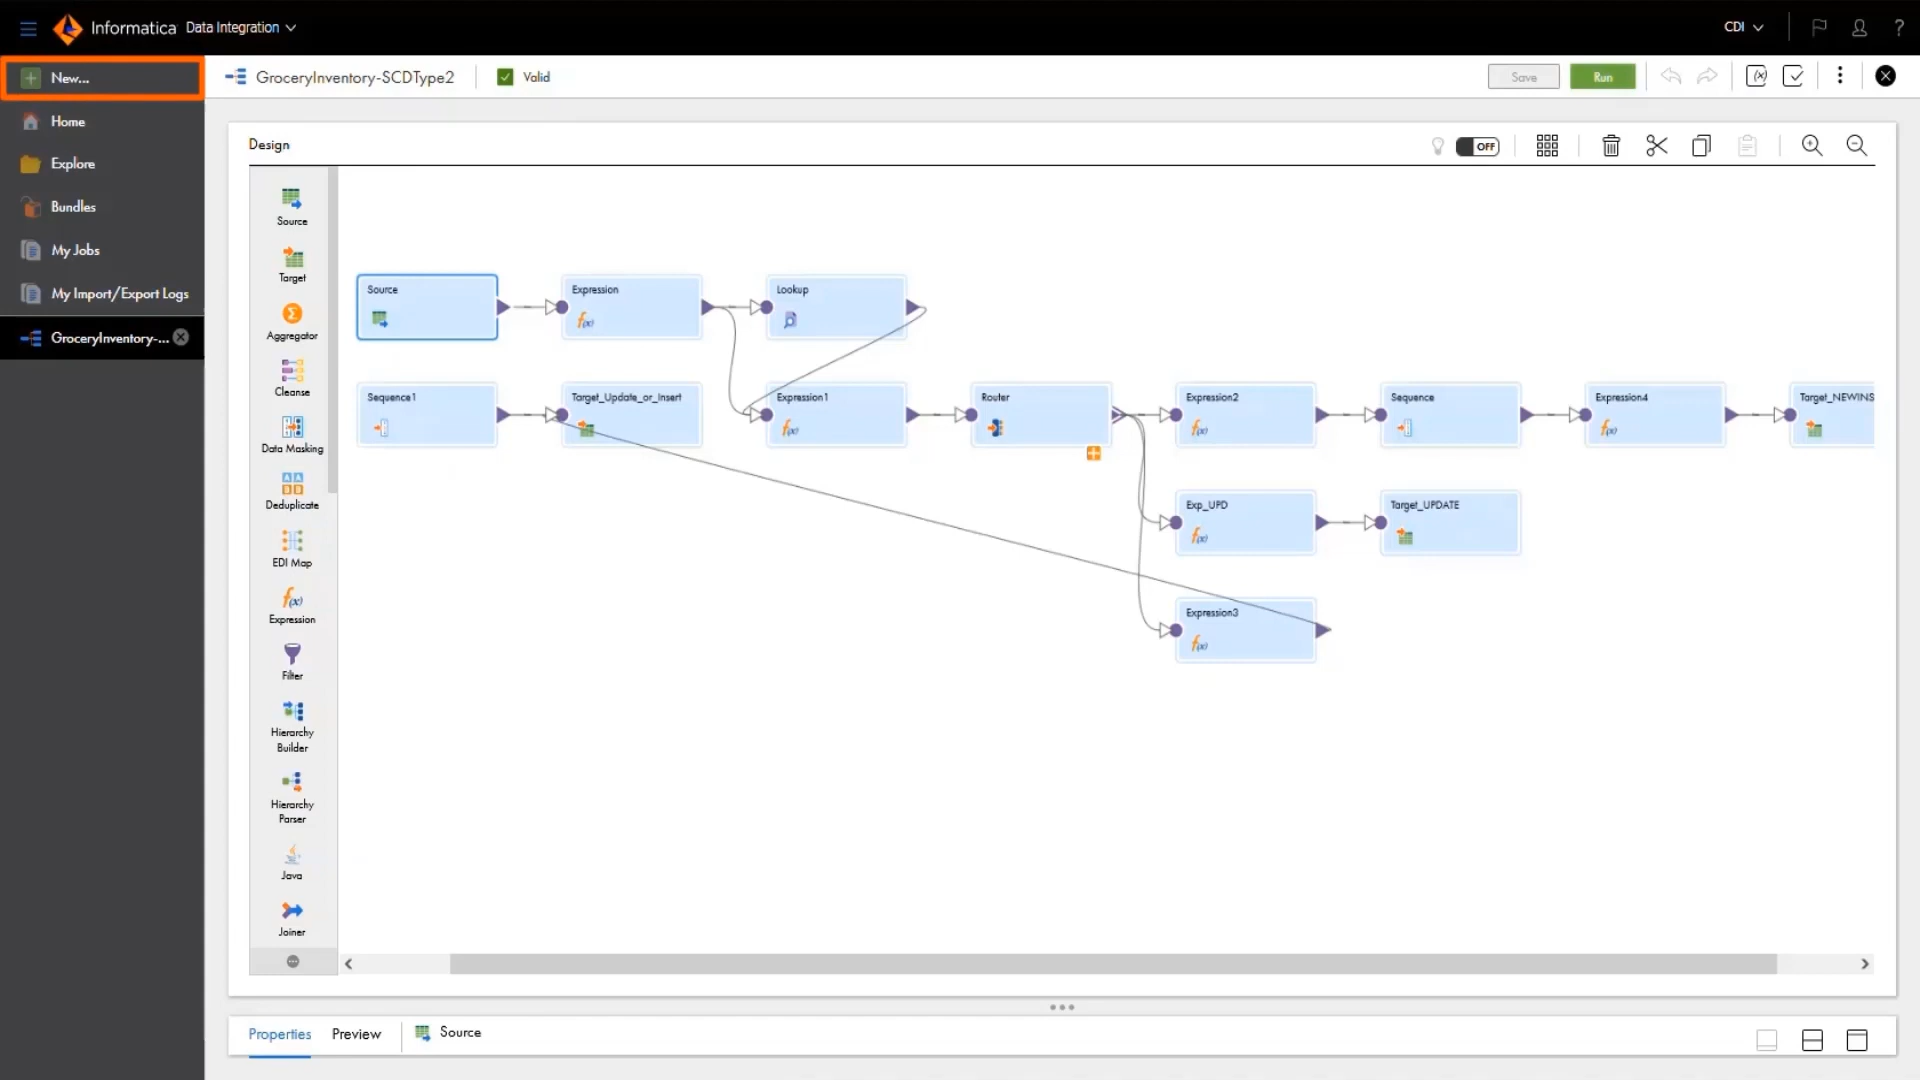 Informatica Data Integration
CDI
?
New...
GroceryInventory-SCDType2
Valid
Save
Run
Home
Explore
Bundles
My Jobs
My Import/Export Logs
GroceryInventory-...
Design
OFF
Source
Target
Aggregator
Cleanse
Data Masking
Deduplicate
EDI Map
Expression
Filter
Hierarchy
Builder
Hierarchy
Parser
Java
Joiner
Source
Expression
Lookup
Sequence1
Target_Update_or_Insert
Expression1
Router
Expression2
Sequence
Expression4
Target_NEWINS
Exp_UPD
Target_UPDATE
Expression3
Properties
Preview
Source